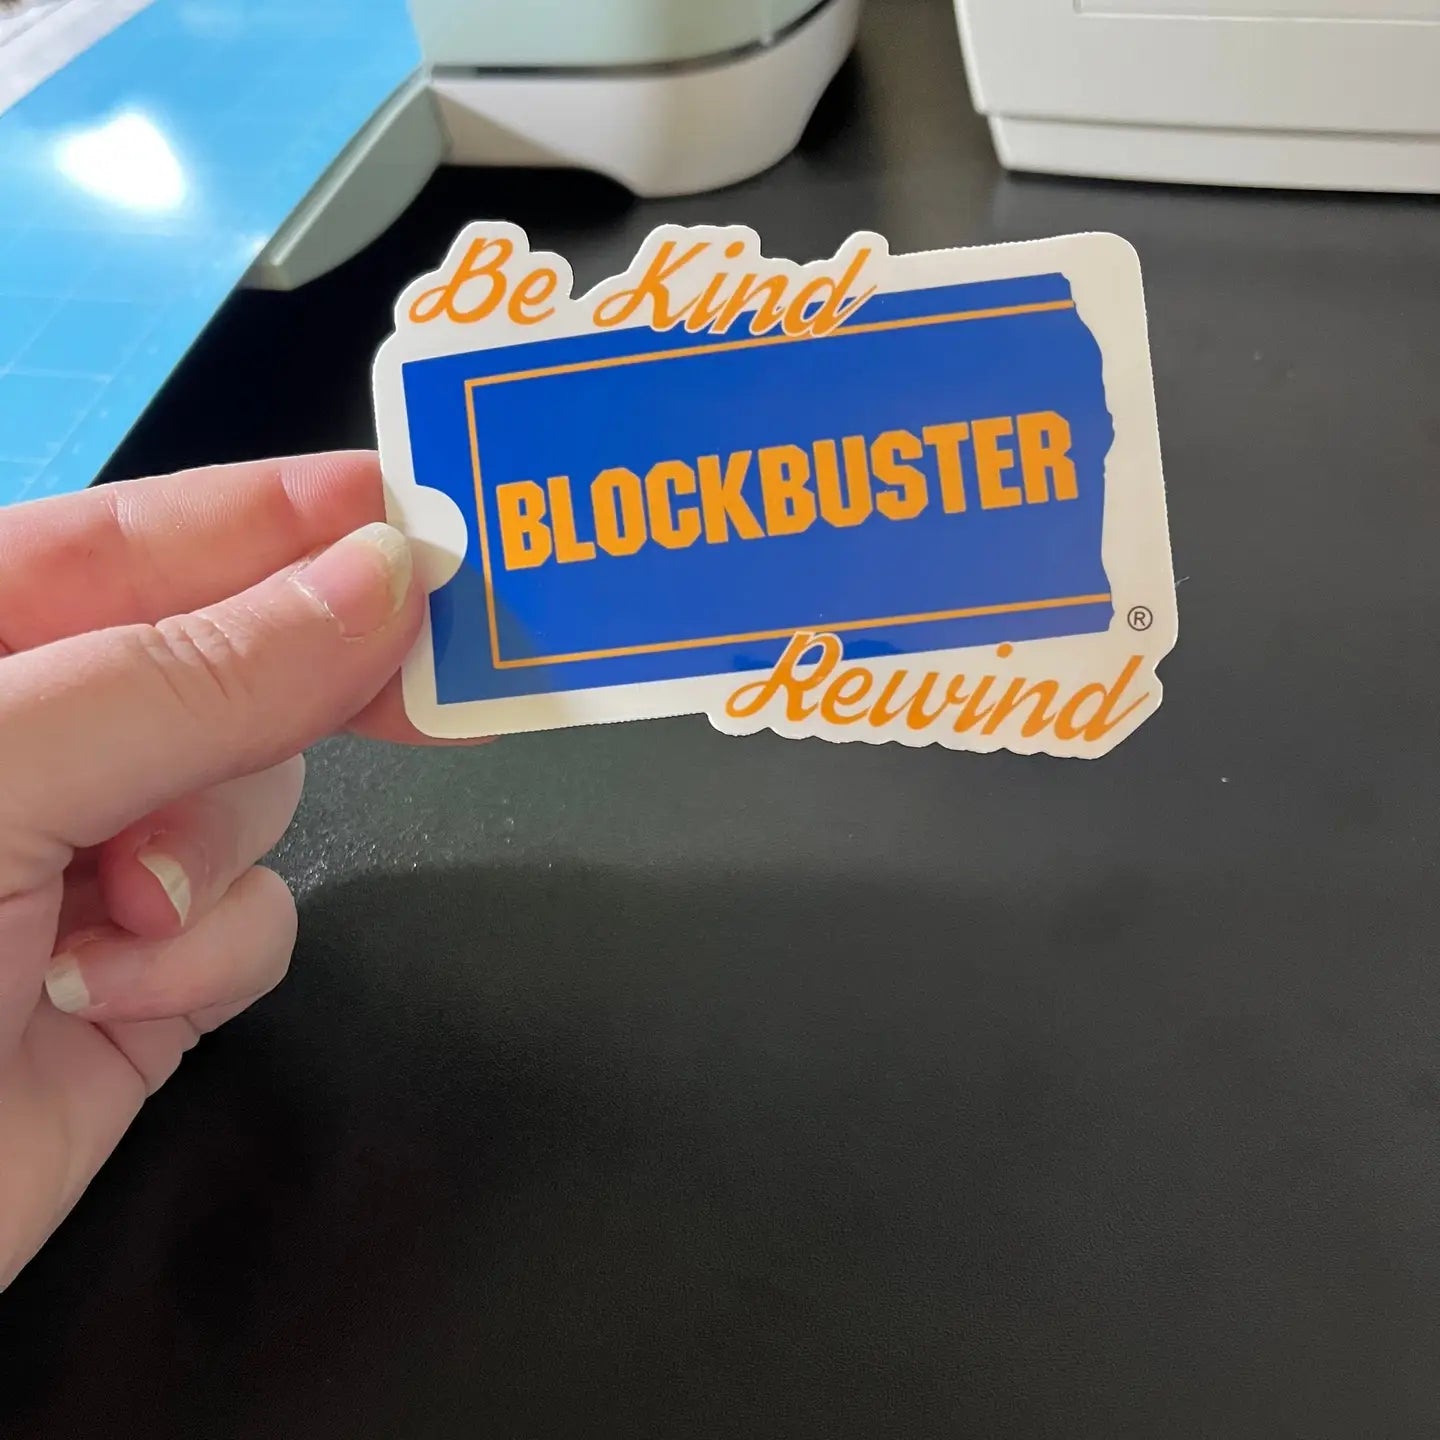 Be Kind
BLOCKBUSTER
®
Rewind